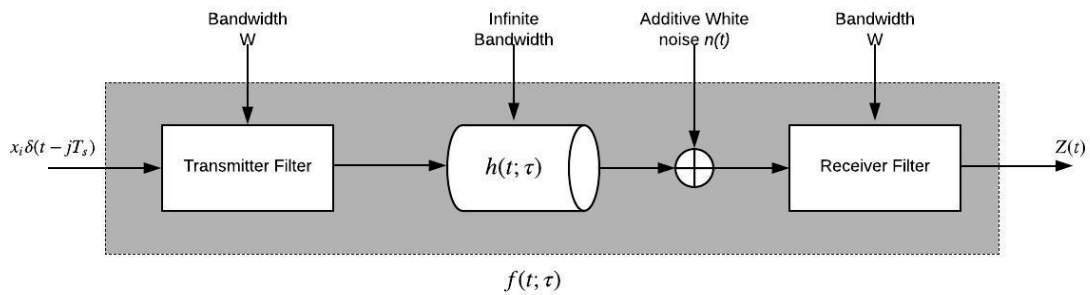 Bandwidth
W
Infinite
Bandwidth
Additive White
noise n(t)
Bandwidth
W
x_i δ(t − jT_s)
Transmitter Filter
h(t; τ)
Receiver Filter
Z(t)
f(t; τ)